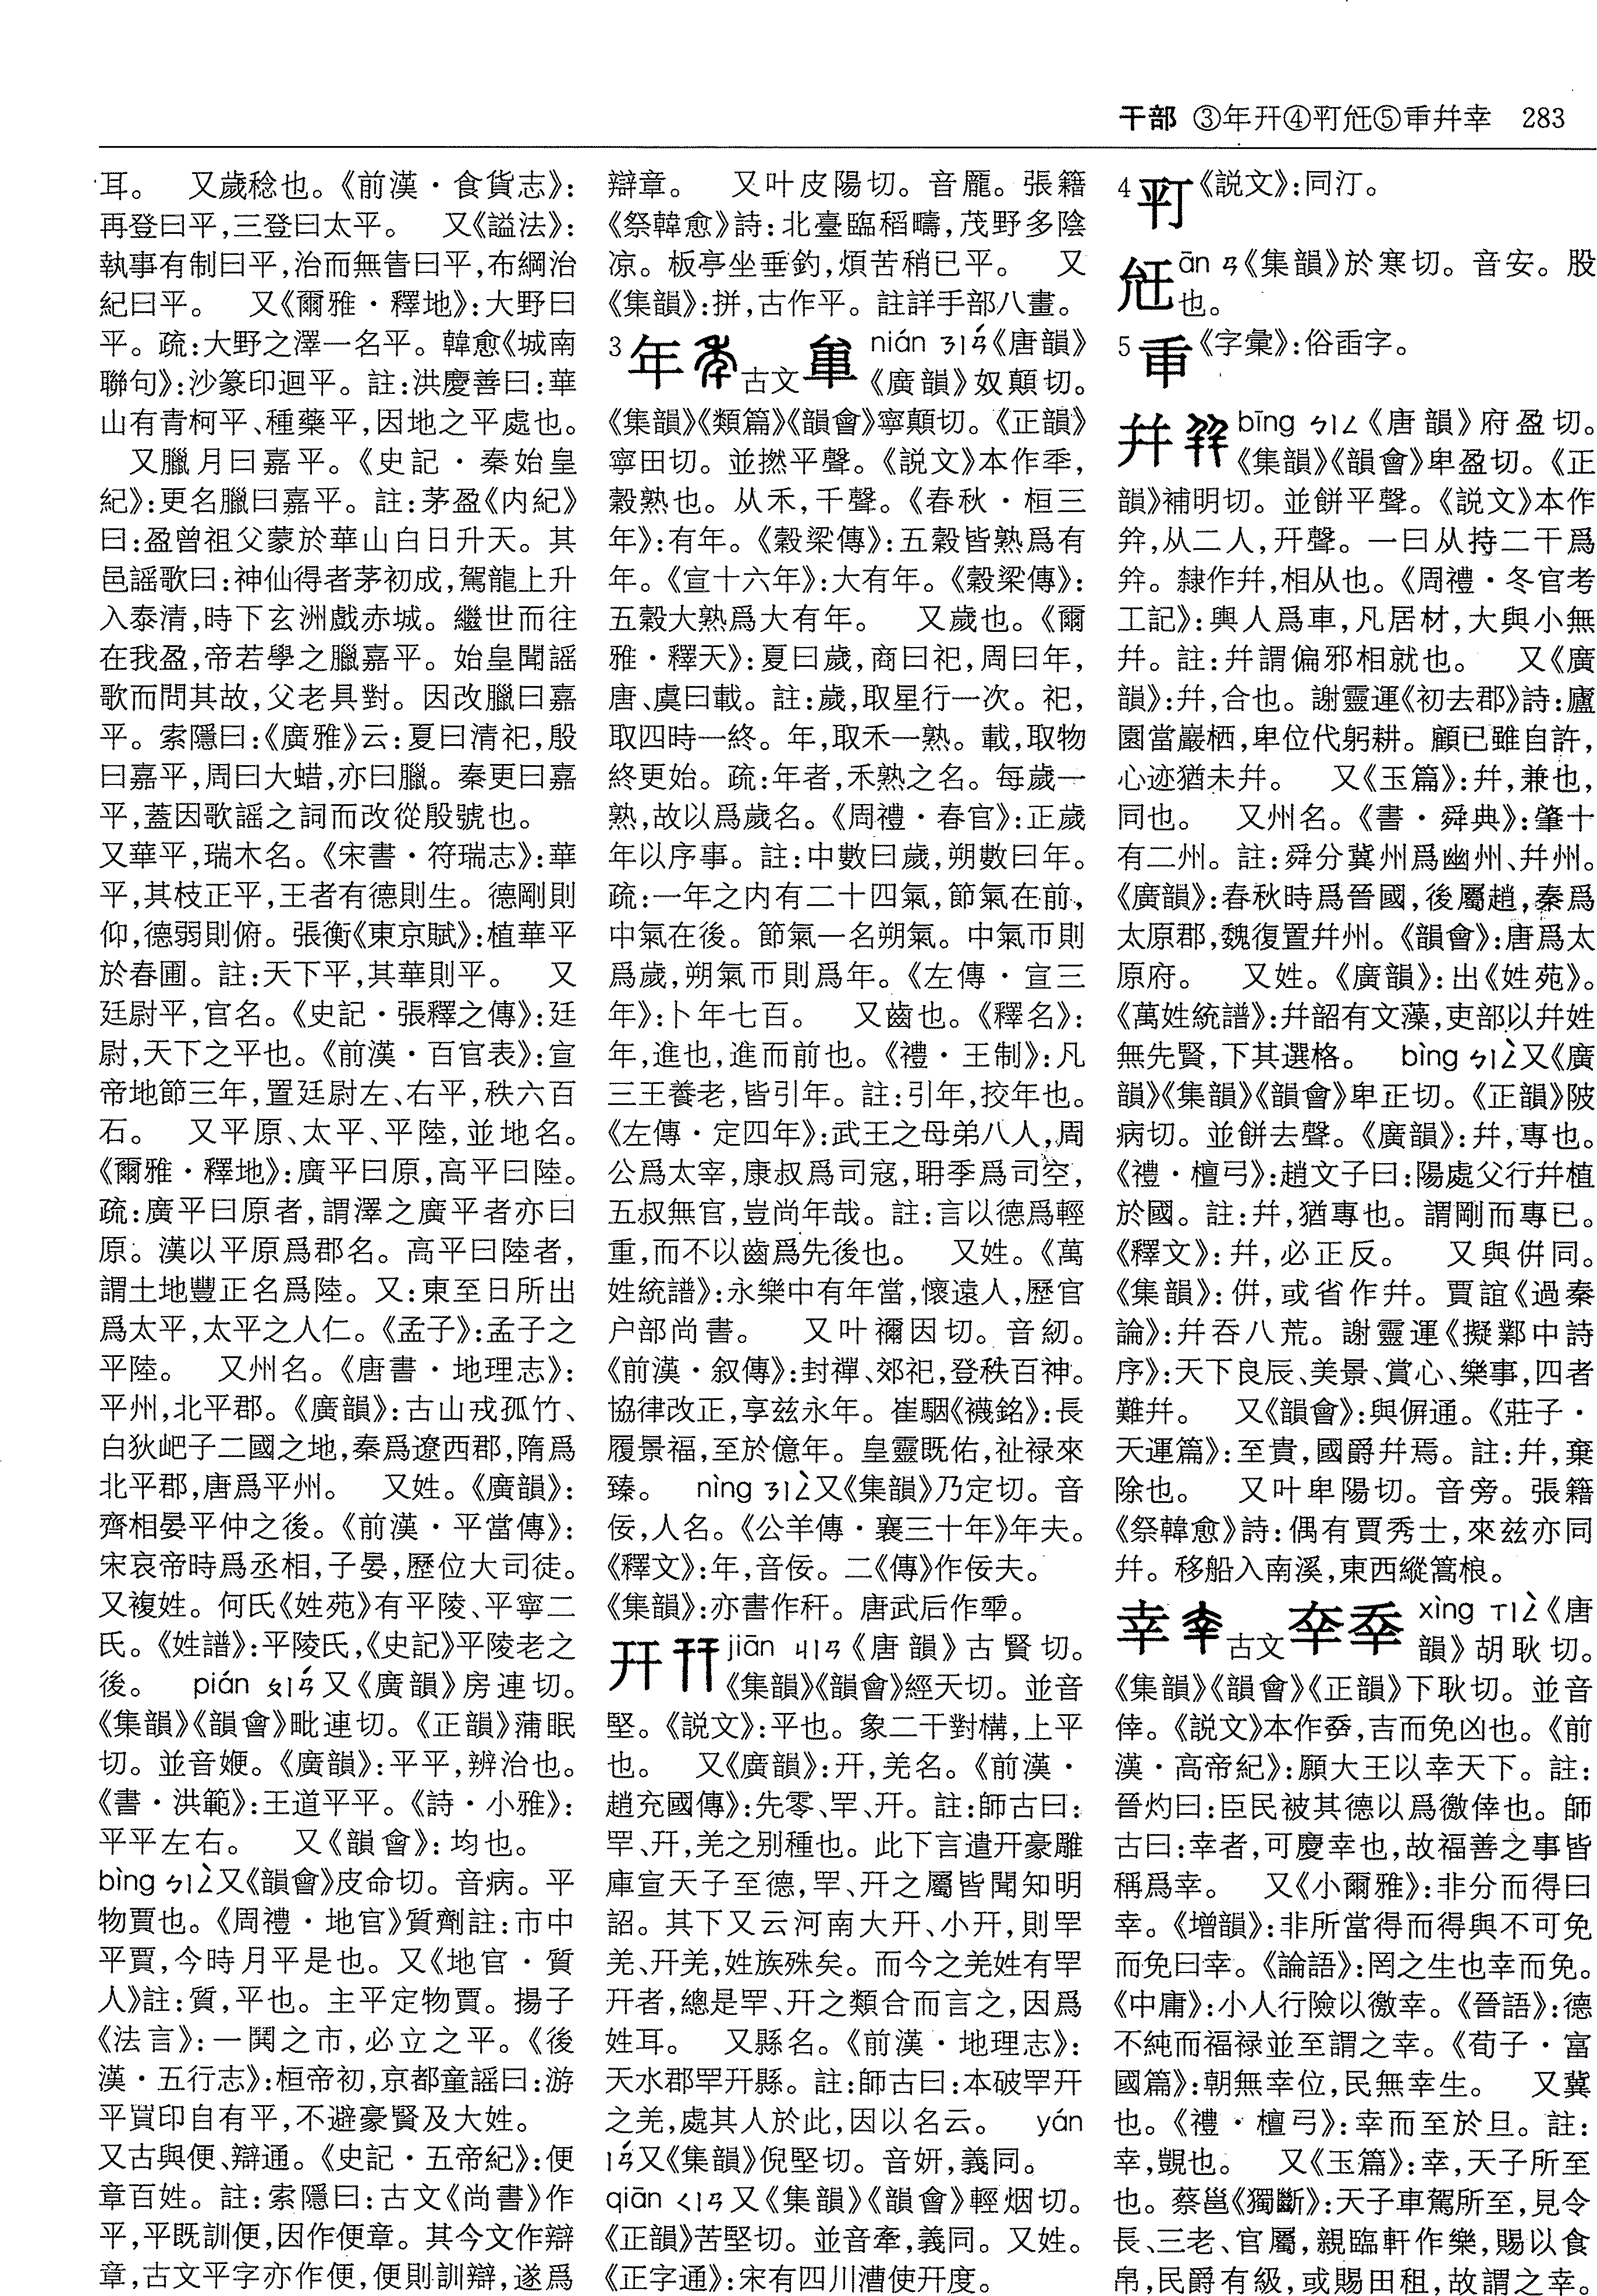 干部 ③年幵④䍈㝴⑤𠦑幷幸 283
耳。 又歲稔也。《前漢·食貨志》:
再登曰平,三登曰太平。 又《謚法》:
執事有制曰平,治而無眚曰平,布綱治
紀曰平。 又《爾雅·釋地》:大野曰
平。疏:大野之澤一名平。韓愈《城南
聯句》:沙篆印迴平。註:洪慶善曰:華
山有青柯平、種藥平,因地之平處也。
又臘月曰嘉平。《史記·秦始皇
紀》:更名臘曰嘉平。註:茅盈《内紀》
曰:盈曾祖父蒙於華山白日升天。其
邑謡歌曰:神仙得者茅初成,駕龍上升
入泰清,時下玄洲戲赤城。繼世而往
在我盈,帝若學之臘嘉平。始皇聞謡
歌而問其故,父老具對。因改臘曰嘉
平。索隱曰:《廣雅》云:夏曰清祀,殷
曰嘉平,周曰大蜡,亦曰臘。秦更曰嘉
平,蓋因歌謡之詞而改從殷號也。
又華平,瑞木名。《宋書·符瑞志》:華
平,其枝正平,王者有德則生。德剛則
仰,德弱則俯。張衡《東京賦》:植華平
於春圃。註:天下平,其華則平。 又
廷尉平,官名。《史記·張釋之傳》:廷
尉,天下之平也。《前漢·百官表》:宣
帝地節三年,置廷尉左、右平,秩六百
石。 又平原、太平、平陸,並地名。
《爾雅·釋地》:廣平曰原,高平曰陸。
疏:廣平曰原者,謂澤之廣平者亦曰
原。漢以平原爲郡名。高平曰陸者,
謂土地豐正名爲陸。又:東至日所出
爲太平,太平之人仁。《孟子》:孟子之
平陸。 又州名。《唐書·地理志》:
平州,北平郡。《廣韻》:古山戎孤竹、
白狄岊子二國之地,秦爲遼西郡,隋爲
北平郡,唐爲平州。 又姓。《廣韻》:
齊相晏平仲之後。《前漢·平當傳》:
宋哀帝時爲丞相,子晏,歷位大司徒。
又複姓。何氏《姓苑》有平陵、平寧二
氏。《姓譜》:平陵氏,《史記》平陵老之
後。 pián ㄆㄧㄢˊ又《廣韻》房連切。
《集韻》《韻會》毗連切。《正韻》蒲眠
切。並音㛹。《廣韻》:平平,辨治也。
《書·洪範》:王道平平。《詩·小雅》:
平平左右。 又《韻會》:均也。
bìng ㄅㄧㄥˋ又《韻會》皮命切。音病。平
物賈也。《周禮·地官》質劑註:市中
平賈,今時月平是也。又《地官·質
人》註:質,平也。主平定物賈。揚子
《法言》:一鬨之市,必立之平。《後
漢·五行志》:桓帝初,京都童謡曰:游
平買印自有平,不避豪賢及大姓。
又古與便、辯通。《史記·五帝紀》:便
章百姓。註:索隱曰:古文《尚書》作
平,平既訓便,因作便章。其今文作辯
章,古文平字亦作便,便則訓辯,遂爲
辯章。 又叶皮陽切。音龎。張籍
《祭韓愈》詩:北臺臨稻疇,茂野多陰
凉。板亭坐垂釣,煩苦稍已平。 又
《集韻》:拼,古作平。註詳手部八畫。
3 年 古文 nián ㄋㄧㄢˊ《唐韻》
《廣韻》奴顛切。
《集韻》《類篇》《韻會》寧顛切。《正韻》
寧田切。並撚平聲。《説文》本作秊,
穀熟也。从禾,千聲。《春秋·桓三
年》:有年。《穀梁傳》:五穀皆熟爲有
年。《宣十六年》:大有年。《穀梁傳》:
五穀大熟爲大有年。 又歲也。《爾
雅·釋天》:夏曰歲,商曰祀,周曰年,
唐、虞曰載。註:歲,取星行一次。祀,
取四時一終。年,取禾一熟。載,取物
終更始。疏:年者,禾熟之名。每歲一
熟,故以爲歲名。《周禮·春官》:正歲
年以序事。註:中數曰歲,朔數曰年。
疏:一年之内有二十四氣,節氣在前,
中氣在後。節氣一名朔氣。中氣帀則
爲歲,朔氣帀則爲年。《左傳·宣三
年》:卜年七百。 又齒也。《釋名》:
年,進也,進而前也。《禮·王制》:凡
三王養老,皆引年。註:引年,挍年也。
《左傳·定四年》:武王之母弟八人,周
公爲太宰,康叔爲司寇,聃季爲司空,
五叔無官,豈尚年哉。註:言以德爲輕
重,而不以齒爲先後也。 又姓。《萬
姓統譜》:永樂中有年當,懷遠人,歷官
户部尚書。 又叶禰因切。音紉。
《前漢·叙傳》:封禪、郊祀,登秩百神。
協律改正,享兹永年。崔駰《襪銘》:長
履景福,至於億年。皇靈既佑,祉禄來
臻。 nìng ㄋㄧㄥˋ又《集韻》乃定切。音
佞,人名。《公羊傳·襄三十年》年夫。
《釋文》:年,音佞。二《傳》作佞夫。
《集韻》:亦書作秂。唐武后作𠡦。
幵 jiān ㄐㄧㄢ《唐韻》古賢切。
《集韻》《韻會》經天切。並音
堅。《説文》:平也。象二干對構,上平
也。 又《廣韻》:幵,羌名。《前漢·
趙充國傳》:先零、罕、幵。註:師古曰:
罕、幵,羌之别種也。此下言遣幵豪雕
庫宣天子至德,罕、幵之屬皆聞知明
詔。其下又云河南大幵、小幵,則罕
羌、幵羌,姓族殊矣。而今之羌姓有罕
幵者,總是罕、幵之類合而言之,因爲
姓耳。 又縣名。《前漢·地理志》:
天水郡罕幵縣。註:師古曰:本破罕幵
之羌,處其人於此,因以名云。 yán
ㄧㄢˊ又《集韻》倪堅切。音妍,義同。
qiān ㄑㄧㄢ又《集韻》《韻會》輕烟切。
《正韻》苦堅切。並音牽,義同。又姓。
《正字通》:宋有四川漕使幵度。
4 《説文》:同汀。
ān ㄢ《集韻》於寒切。音安。股
也。
5 《字彙》:俗臿字。
幷 bīng ㄅㄧㄥ《唐韻》府盈切。
《集韻》《韻會》卑盈切。《正
韻》補明切。並餅平聲。《説文》本作
𢆙,从二人,幵聲。一曰从持二干爲
𢆙。隸作幷,相从也。《周禮·冬官考
工記》:輿人爲車,凡居材,大與小無
幷。註:幷謂偏邪相就也。 又《廣
韻》:幷,合也。謝靈運《初去郡》詩:廬
園當巖栖,卑位代躬耕。顧已雖自許,
心迹猶未幷。 又《玉篇》:幷,兼也,
同也。 又州名。《書·舜典》:肇十
有二州。註:舜分冀州爲幽州、幷州。
《廣韻》:春秋時爲晉國,後屬趙,秦爲
太原郡,魏復置幷州。《韻會》:唐爲太
原府。 又姓。《廣韻》:出《姓苑》。
《萬姓統譜》:幷韶有文藻,吏部以幷姓
無先賢,下其選格。 bìng ㄅㄧㄥˋ又《廣
韻》《集韻》《韻會》卑正切。《正韻》陂
病切。並餅去聲。《廣韻》:幷,專也。
《禮·檀弓》:趙文子曰:陽處父行幷植
於國。註:幷,猶專也。謂剛而專已。
《釋文》:幷,必正反。 又與併同。
《集韻》:併,或省作幷。賈誼《過秦
論》:幷吞八荒。謝靈運《擬鄴中詩
序》:天下良辰、美景、賞心、樂事,四者
難幷。 又《韻會》:與偋通。《莊子·
天運篇》:至貴,國爵幷焉。註:幷,棄
除也。 又叶卑陽切。音旁。張籍
《祭韓愈》詩:偶有賈秀士,來兹亦同
幷。移船入南溪,東西縱篙桹。
幸 古文 xìng ㄒㄧㄥˋ《唐
韻》胡耿切。
《集韻》《韻會》《正韻》下耿切。並音
倖。《説文》本作㚔,吉而免凶也。《前
漢·高帝紀》:願大王以幸天下。註:
晉灼曰:臣民被其德以爲徼倖也。師
古曰:幸者,可慶幸也,故福善之事皆
稱爲幸。 又《小爾雅》:非分而得曰
幸。《增韻》:非所當得而得與不可免
而免曰幸。《論語》:罔之生也幸而免。
《中庸》:小人行險以徼幸。《晉語》:德
不純而福禄並至謂之幸。《荀子·富
國篇》:朝無幸位,民無幸生。 又冀
也。《禮·檀弓》:幸而至於旦。註:
幸,覬也。 又《玉篇》:幸,天子所至
也。蔡邕《獨斷》:天子車駕所至,見令
長、三老、官屬,親臨軒作樂,賜以食
帛,民爵有級,或賜田租,故謂之幸。